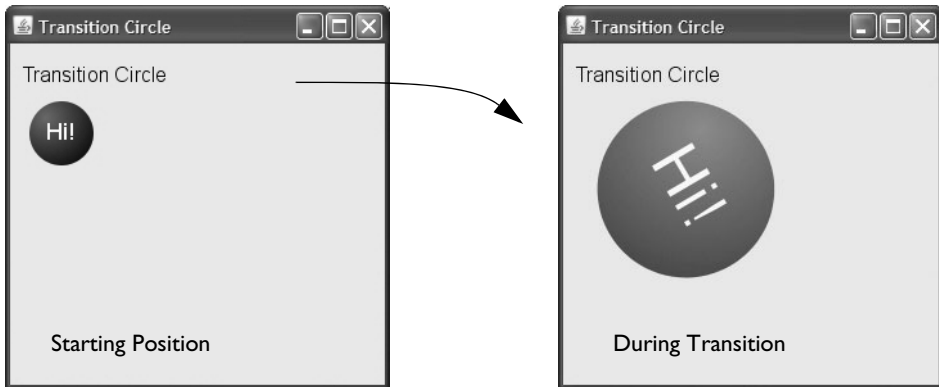 Transition Circle
Transition Circle
Hi!
Starting Position
Transition Circle
Transition Circle
Hi!
During Transition